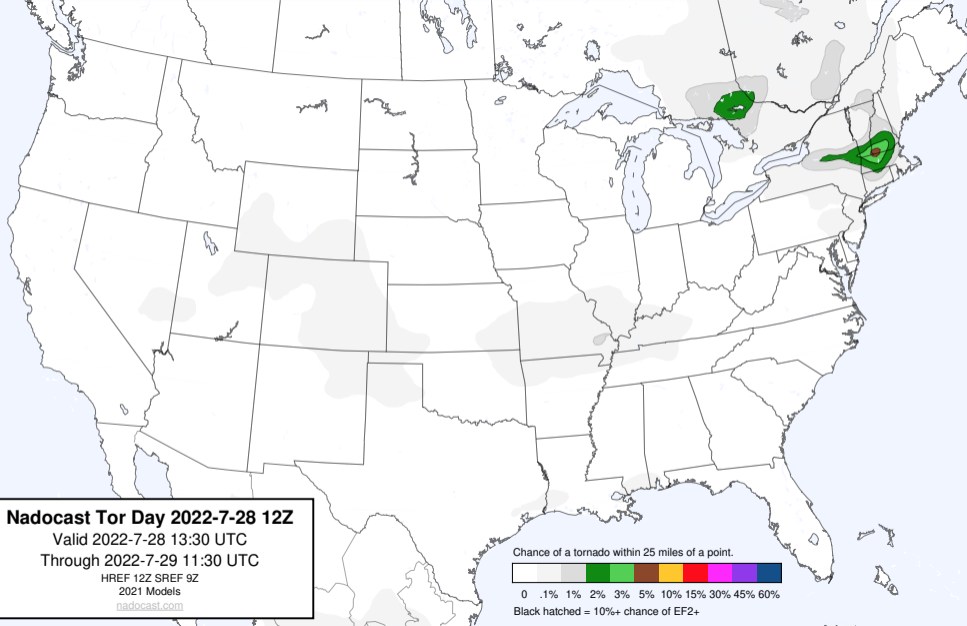 Nadocast Tor Day 2022-7-28 12Z
Valid 2022-7-28 13:30 UTC
Through 2022-7-29 11:30 UTC
HREF 12Z SREF 9Z
2021 Models
nadocast.com
Chance of a tornado within 25 miles of a point.
0 .1% 1% 2% 3% 5% 10% 15% 30% 45% 60%
Black hatched = 10%+ chance of EF2+